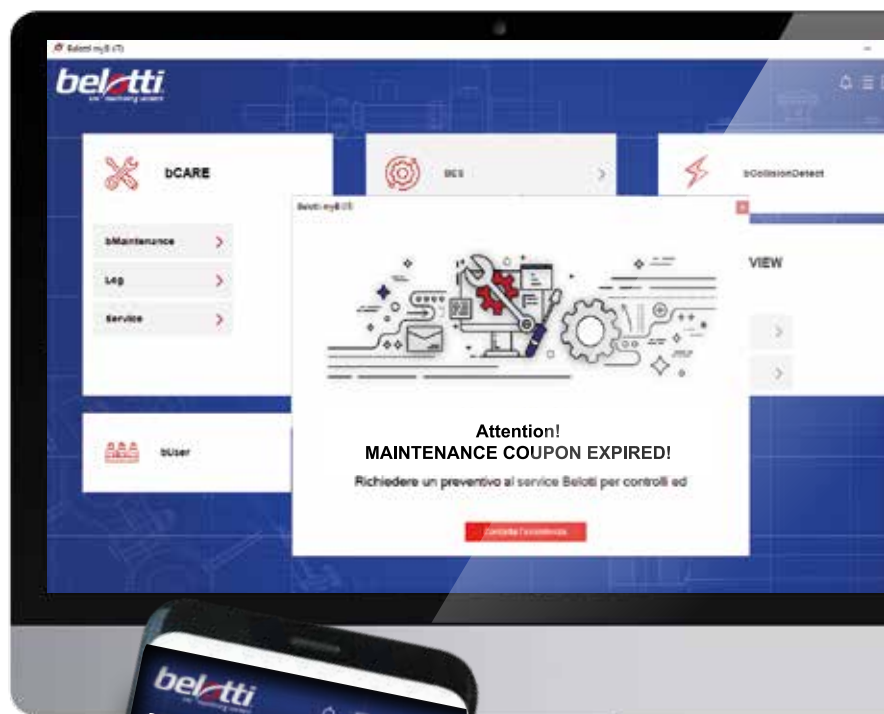 Belotti myB (IT)
belotti
bCARE
BCS
bCollisionDetect
bMaintenance
Log
Service
VIEW
bUser
Belotti myB (IT)
Attention!
MAINTENANCE COUPON EXPIRED!
Richiedere un preventivo al service Belotti per controlli ed
Contatta l'assistenza
belotti